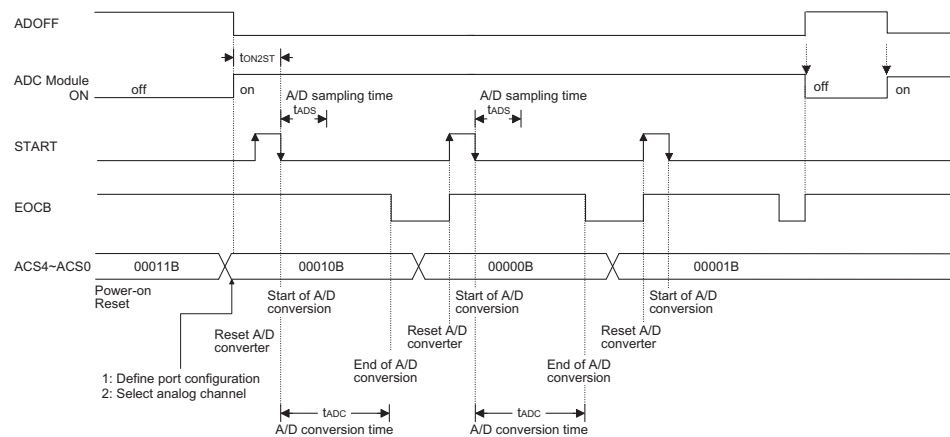 ADOFF
tON2ST
ADC Module
ON
off
on
A/D sampling time
tADS
A/D sampling time
tADS
off
on
START
EOCB
ACS4~ACS0
00011B
00010B
00000B
00001B
Power-on
Reset
Start of A/D
conversion
Start of A/D
conversion
Start of A/D
conversion
Reset A/D
converter
Reset A/D
converter
Reset A/D
converter
End of A/D
conversion
End of A/D
conversion
1: Define port configuration
2: Select analog channel
tADC
A/D conversion time
tADC
A/D conversion time